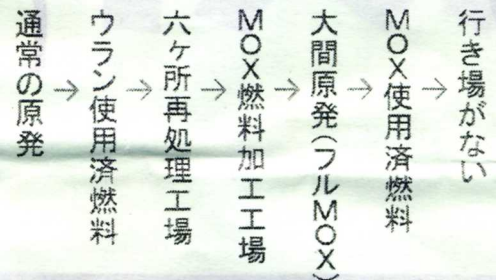 通常の原発
→
ウラン使用済燃料
→
六ヶ所再処理工場
→
MOX燃料加工工場
→
大間原発(フルMOX)
→
MOX使用済燃料
→
行き場がない